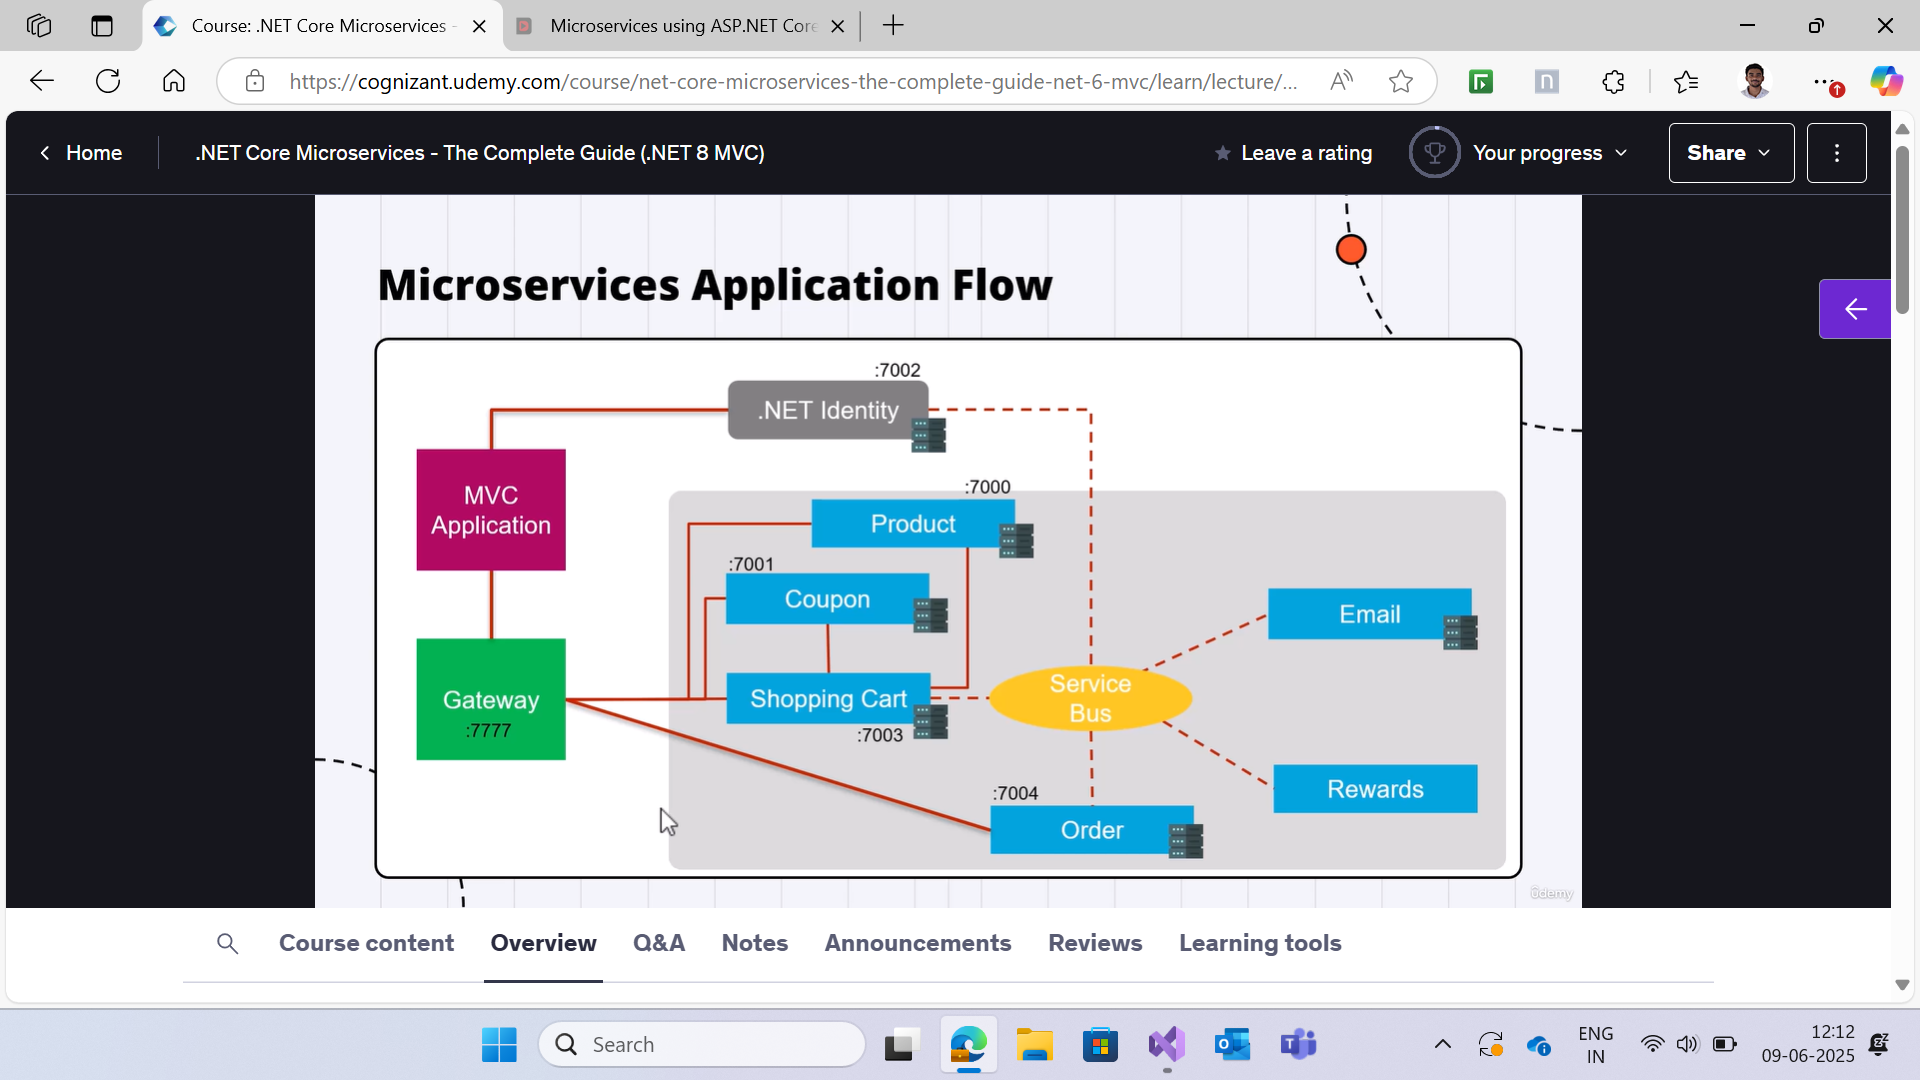 Course: .NET Core Microservices -
Microservices using ASP.NET Core
https://cognizant.udemy.com/course/net-core-microservices-the-complete-guide-net-6-mvc/learn/lecture/...
Home
.NET Core Microservices - The Complete Guide (.NET 8 MVC)
Leave a rating
Your progress
Share
Microservices Application Flow
:7002
.NET Identity
MVC
Application
:7000
Product
:7001
Coupon
Email
Gateway
:7777
Shopping Cart
:7003
Service
Bus
Rewards
:7004
Order
ûdemy
Course content
Overview
Q&A
Notes
Announcements
Reviews
Learning tools
Search
ENG
IN
12:12
09-06-2025